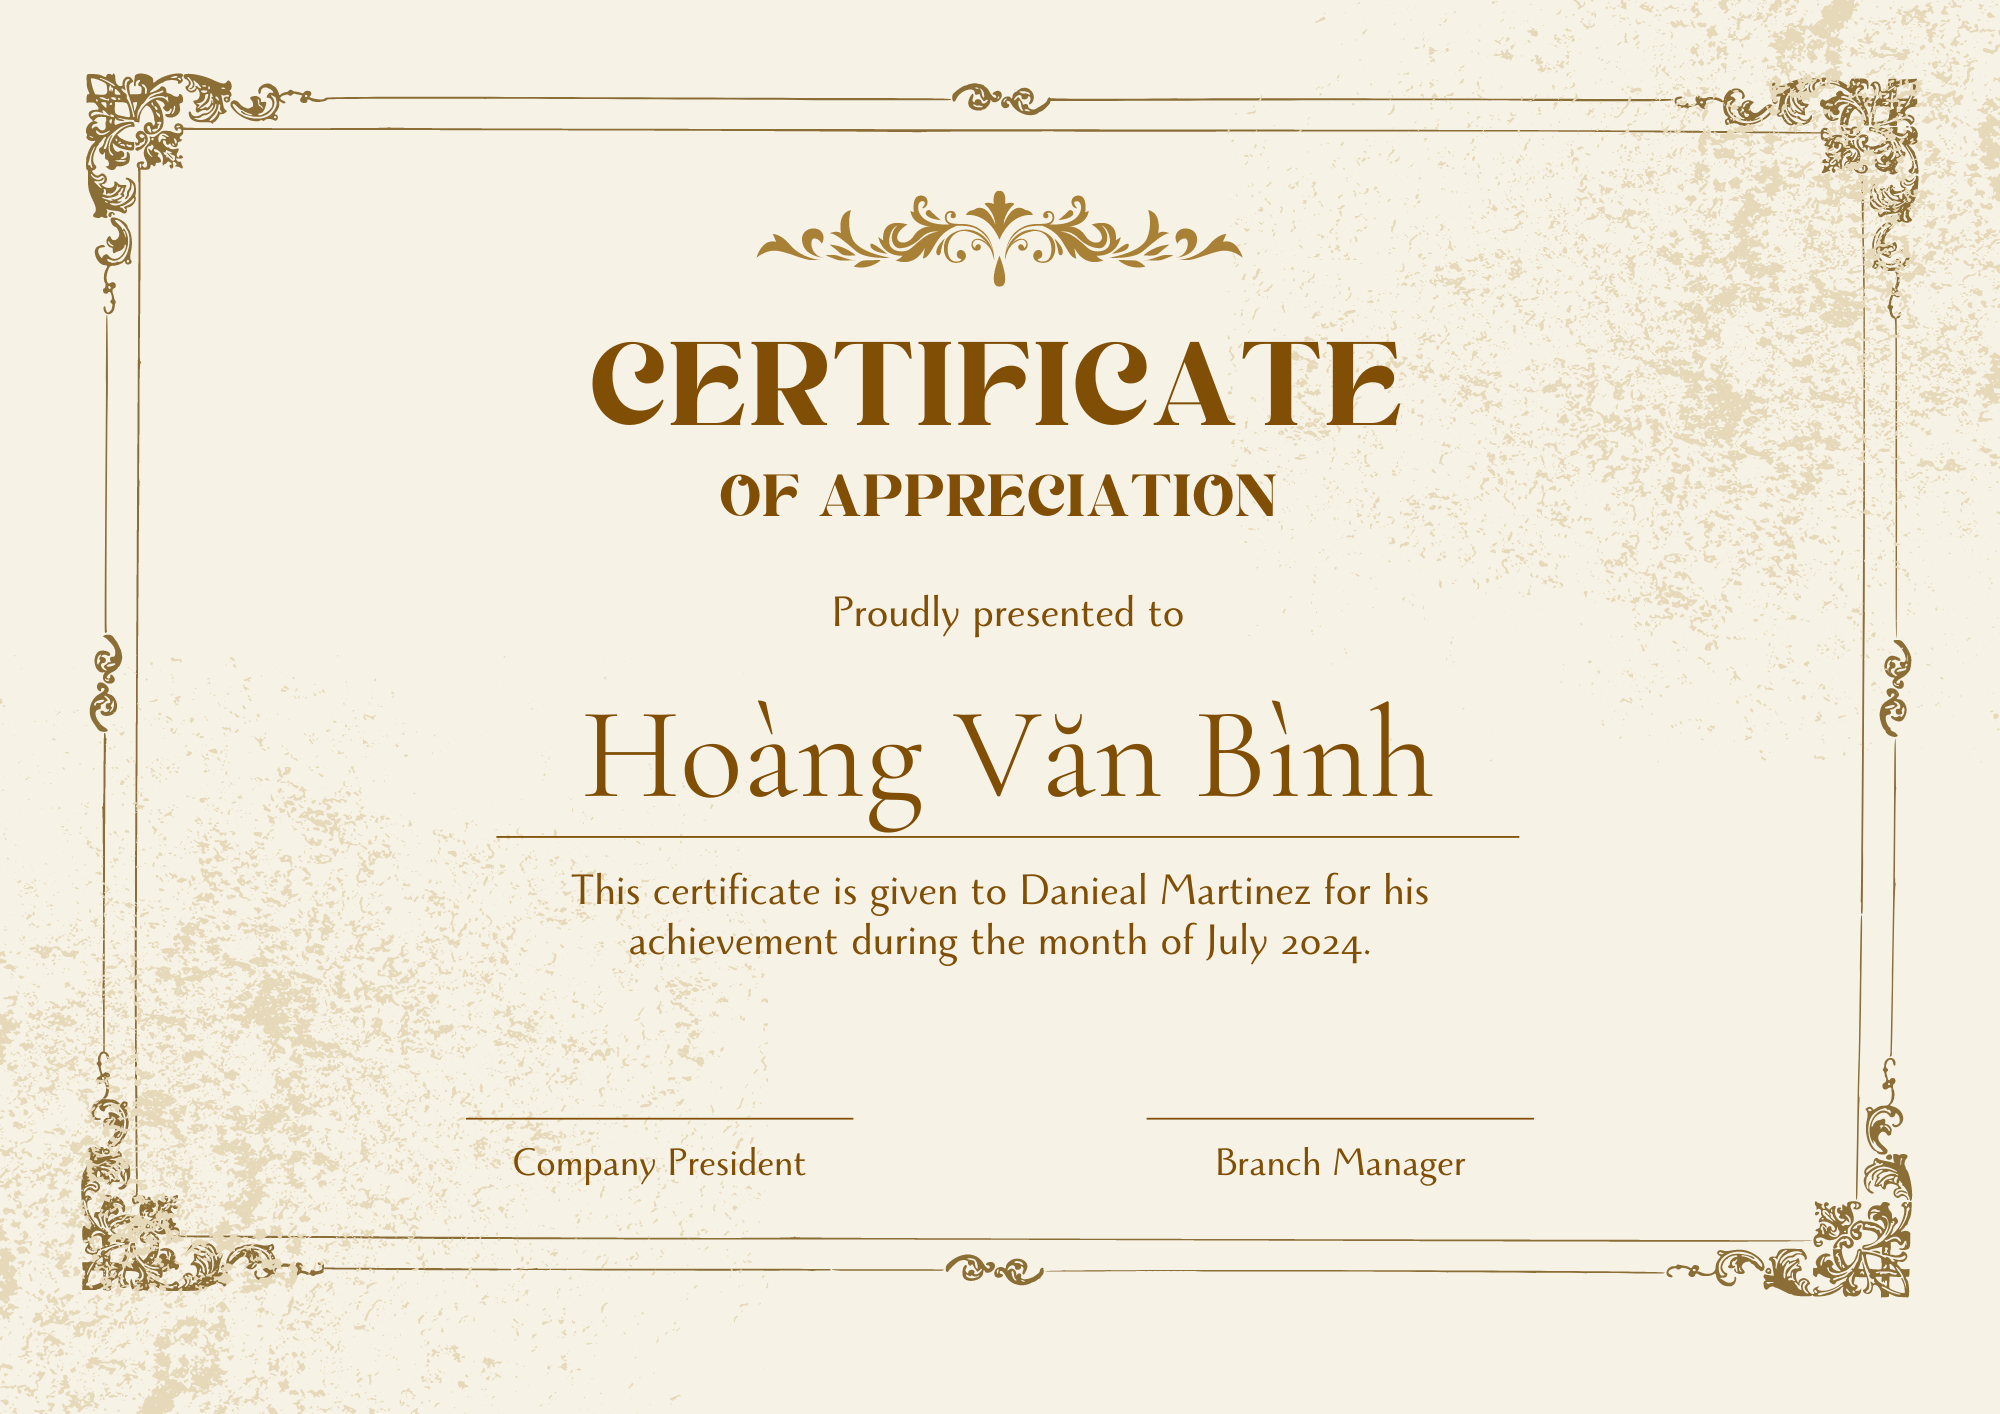 CERTIFICATE
OF APPRECIATION
Proudly presented to
Hoàng Văn Bình
This certificate is given to Danieal Martinez for his
achievement during the month of July 2024.
Company President
Branch Manager